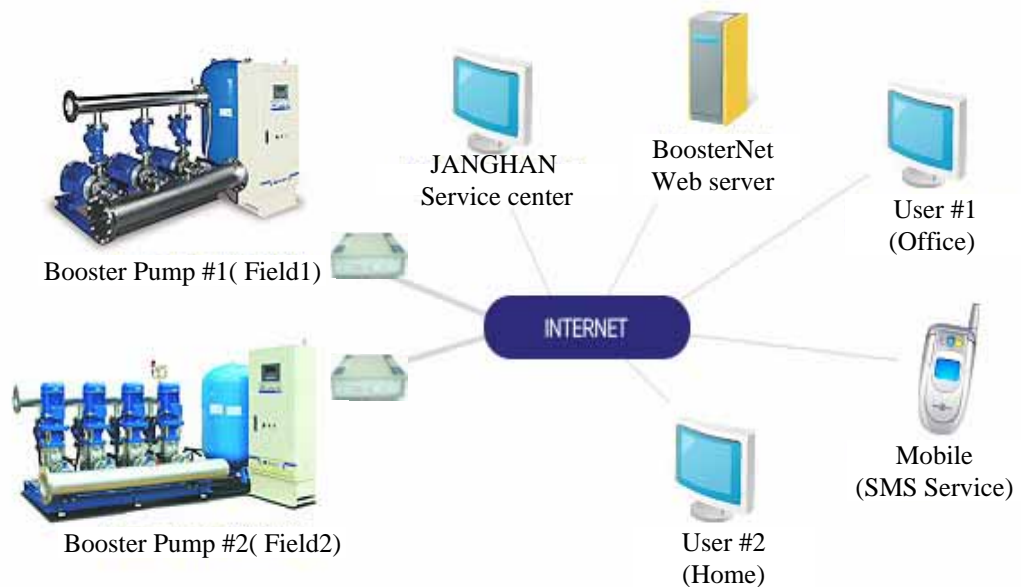 JANGHAN
Service center
BoosterNet
Web server
User #1
(Office)
Booster Pump #1( Field1)
INTERNET
Mobile
(SMS Service)
Booster Pump #2( Field2)
User #2
(Home)